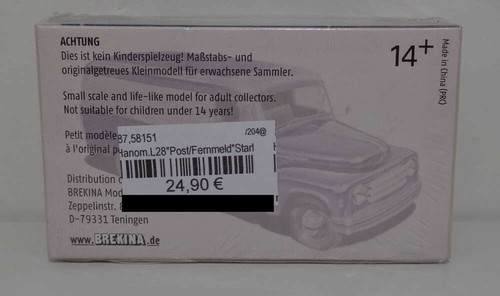 ACHTUNG
Dies ist kein Kinderspielzeug! Maßstabs- und
originalgetreues Kleinmodell für erwachsene Sammler.
14+
Made in
China (PRC)
Small scale and life-like model for adult collectors.
Not suitable for children under 14 years!
Petit modèle
à l'original
87,58151 /204@
Hanom.L28"Post/Fernmeld"Starl
24,90 €
Distribution
BREKINA
Zeppelinstr.
D-79331 Teningen
www.BREKINA.de